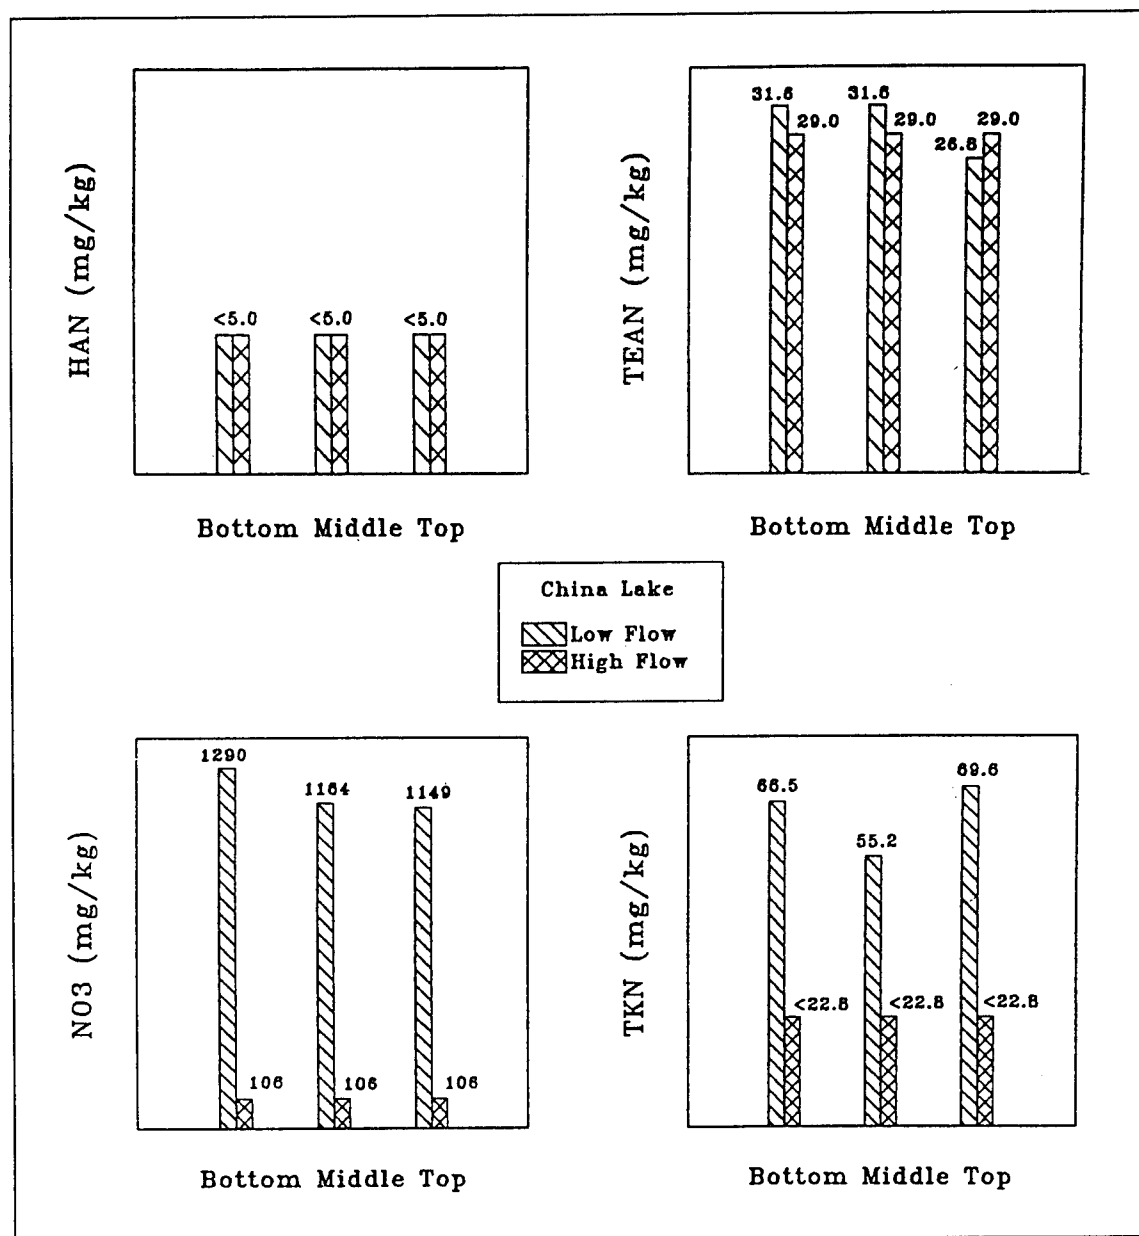 HAN (mg/kg)
<5.0 <5.0 <5.0
Bottom Middle Top
TEAN (mg/kg)
31.6 29.0 31.6 29.0 26.8 29.0
Bottom Middle Top
China Lake
Low Flow
High Flow
NO3 (mg/kg)
1290 106 1164 106 1149 106
Bottom Middle Top
TKN (mg/kg)
66.5 <22.8 55.2 <22.8 69.6 <22.8
Bottom Middle Top